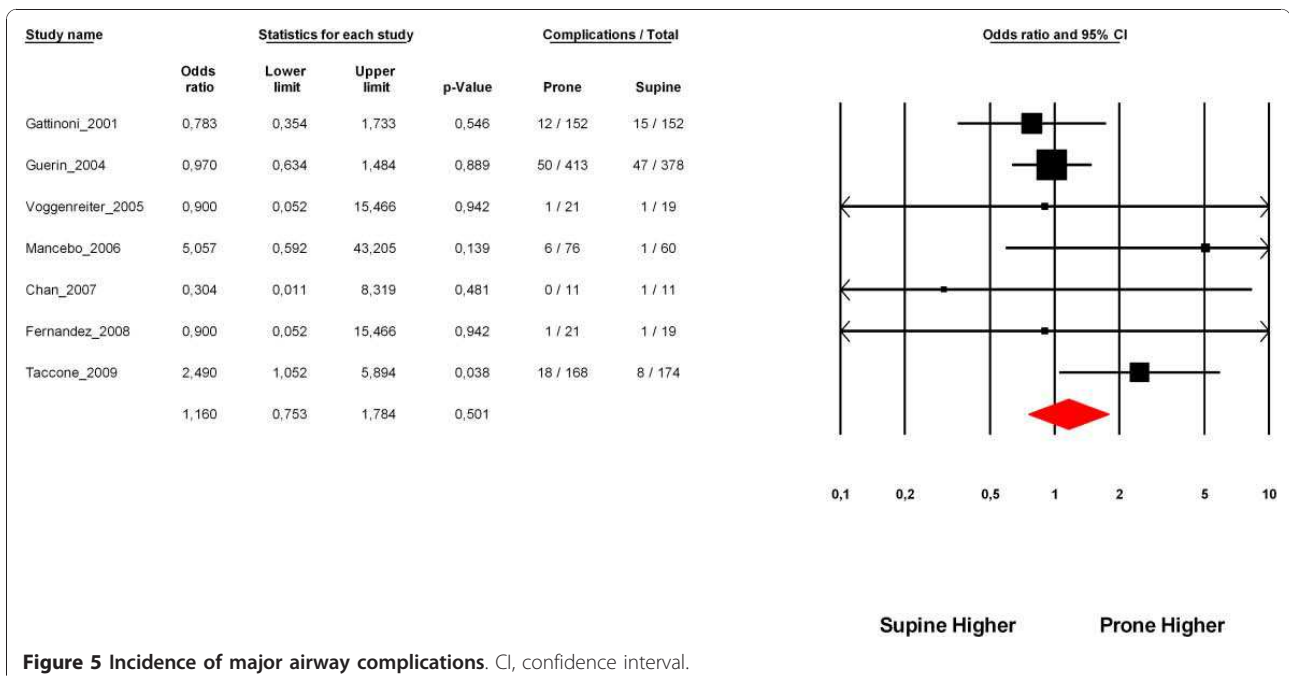 Study name Statistics for each study Complications / Total Odds ratio and 95% CI
Odds ratio Lower limit Upper limit p-Value Prone Supine
Gattinoni_2001 0,783 0,354 1,733 0,546 12 / 152 15 / 152
Guerin_2004 0,970 0,634 1,484 0,889 50 / 413 47 / 378
Voggenreiter_2005 0,900 0,052 15,466 0,942 1 / 21 1 / 19
Mancebo_2006 5,057 0,592 43,205 0,139 6 / 76 1 / 60
Chan_2007 0,304 0,011 8,319 0,481 0 / 11 1 / 11
Fernandez_2008 0,900 0,052 15,466 0,942 1 / 21 1 / 19
Taccone_2009 2,490 1,052 5,894 0,038 18 / 168 8 / 174
1,160 0,753 1,784 0,501
0,1 0,2 0,5 1 2 5 10
Supine Higher Prone Higher
Figure 5 Incidence of major airway complications. CI, confidence interval.